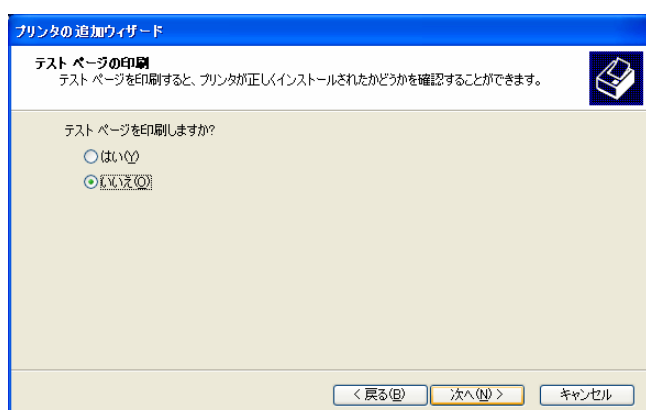 プリンタの追加ウィザード
テスト ページの印刷
テスト ページを印刷すると、プリンタが正しくインストールされたかどうかを確認することができます。
テスト ページを印刷しますか?
はい(Y)
いいえ(O)
< 戻る(B) 次へ(N) > キャンセル